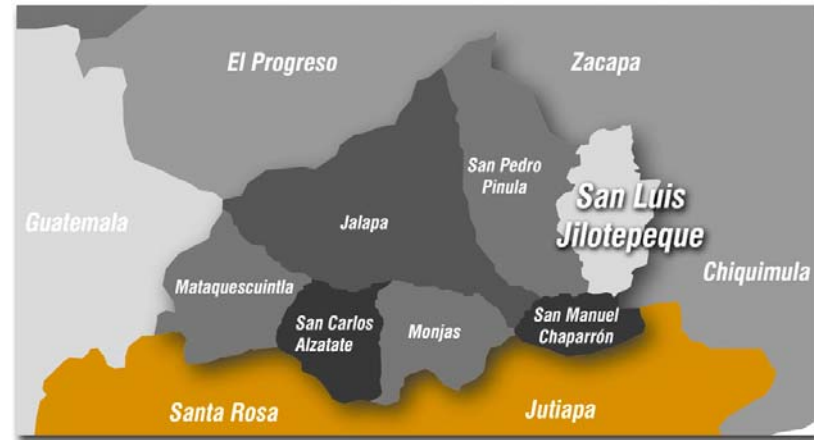 El Progreso
Zacapa
San Pedro
Pinula
San Luis
Jilotepeque
Guatemala
Jalapa
Chiquimula
Mataquescuintla
San Carlos
Alzatate
Monjas
San Manuel
Chaparrón
Santa Rosa
Jutiapa